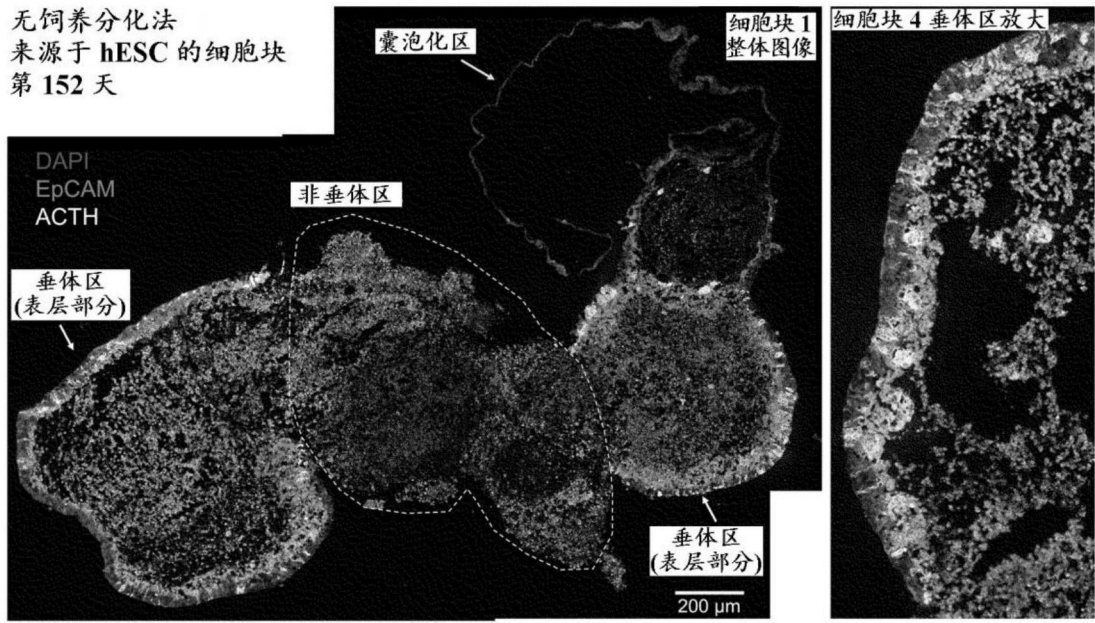 无饲养分化法
来源于 hESC 的细胞块
第 152 天
囊泡化区
细胞块 1
整体图像
细胞块 4 垂体区放大
DAPI
EpCAM
ACTH
非垂体区
垂体区
(表层部分)
垂体区
(表层部分)
200 μm